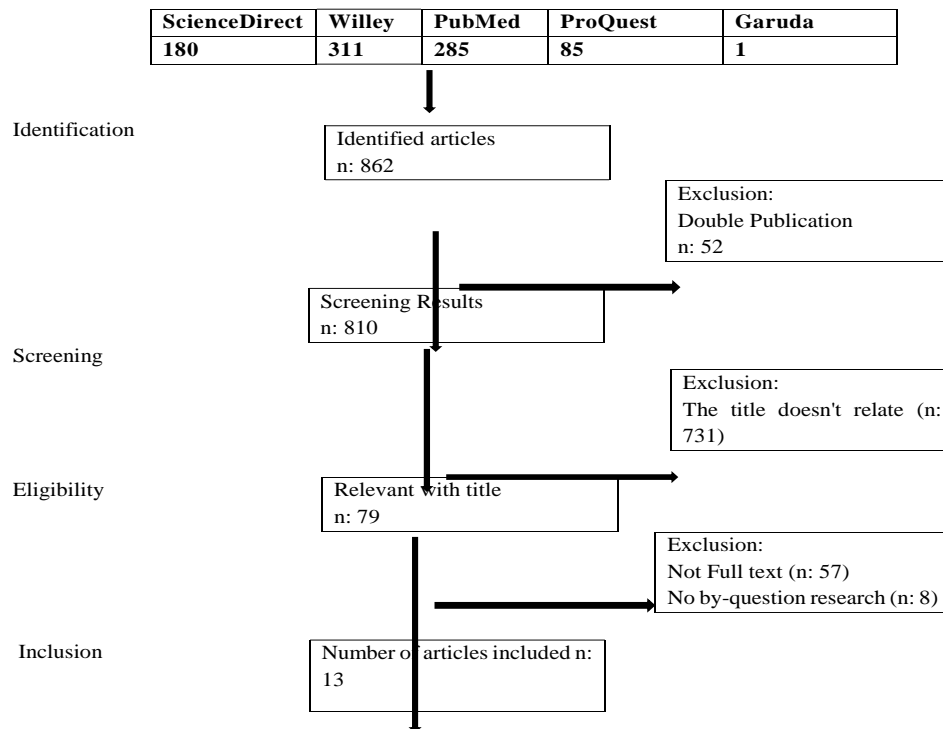 ScienceDirect Willey PubMed ProQuest Garuda
180 311 285 85 1
Identification
Identified articles
n: 862
Exclusion:
Double Publication
n: 52
Screening Results
n: 810
Screening
Exclusion:
The title doesn't relate (n:
731)
Eligibility
Relevant with title
n: 79
Exclusion:
Not Full text (n: 57)
No by-question research (n: 8)
Inclusion
Number of articles included n:
13